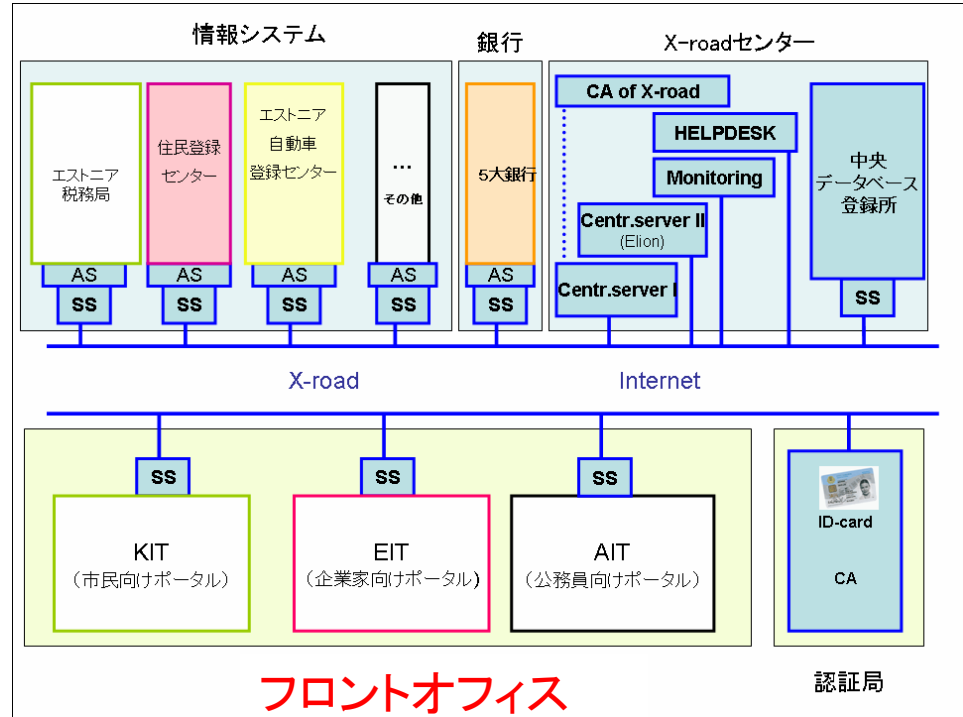 情報システム
銀行
X-roadセンター
エストニア
税務局
住民登録
センター
エストニア
自動車
登録センター
...
その他
5大銀行
CA of X-road
HELPDESK
Monitoring
Centr.server II
(Elion)
Centr.server I
中央
データベース
登録所
AS
AS
AS
AS
AS
SS
SS
SS
SS
SS
SS
X-road
Internet
SS
SS
SS
KIT
（市民向けポータル）
EIT
（企業家向けポータル）
AIT
（公務員向けポータル）
ID-card
CA
フロントオフィス
認証局